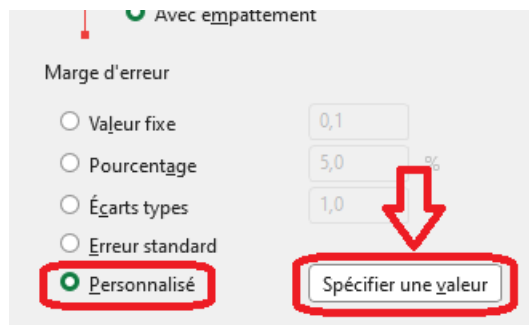 Avec empattement
Marge d'erreur
Valeur fixe 0,1
Pourcentage 5,0 %
Écarts types 1,0
Erreur standard
Personnalisé Spécifier une valeur